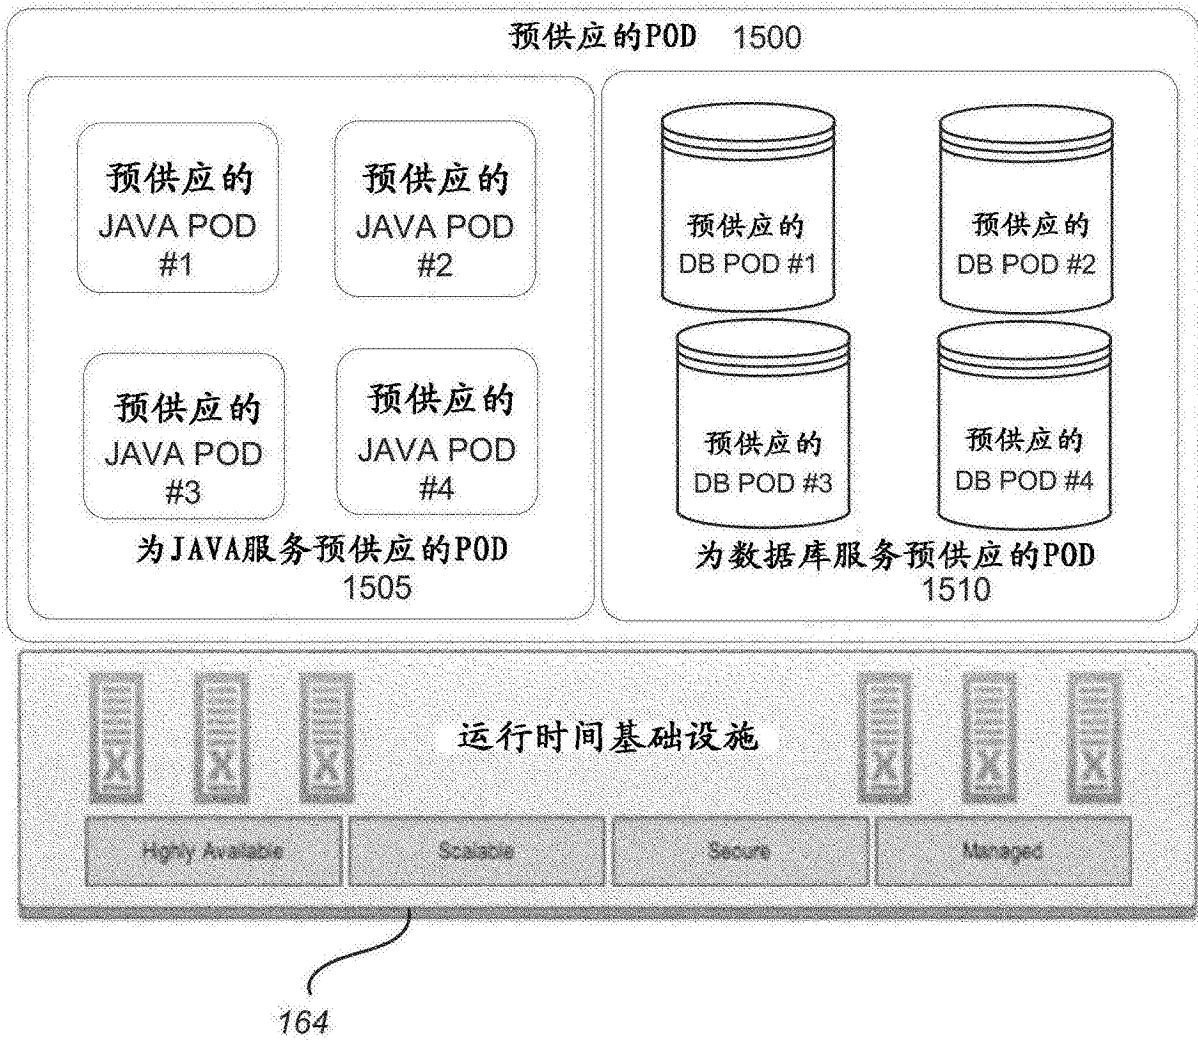 预供应的POD 1500
预供应的
JAVA POD
#1
预供应的
JAVA POD
#2
预供应的
JAVA POD
#3
预供应的
JAVA POD
#4
为JAVA服务预供应的POD
1505
预供应的
DB POD #1
预供应的
DB POD #2
预供应的
DB POD #3
预供应的
DB POD #4
为数据库服务预供应的POD
1510
X
X
X
运行时间基础设施
X
X
X
Highly Available
Scalable
Secure
Managed
164